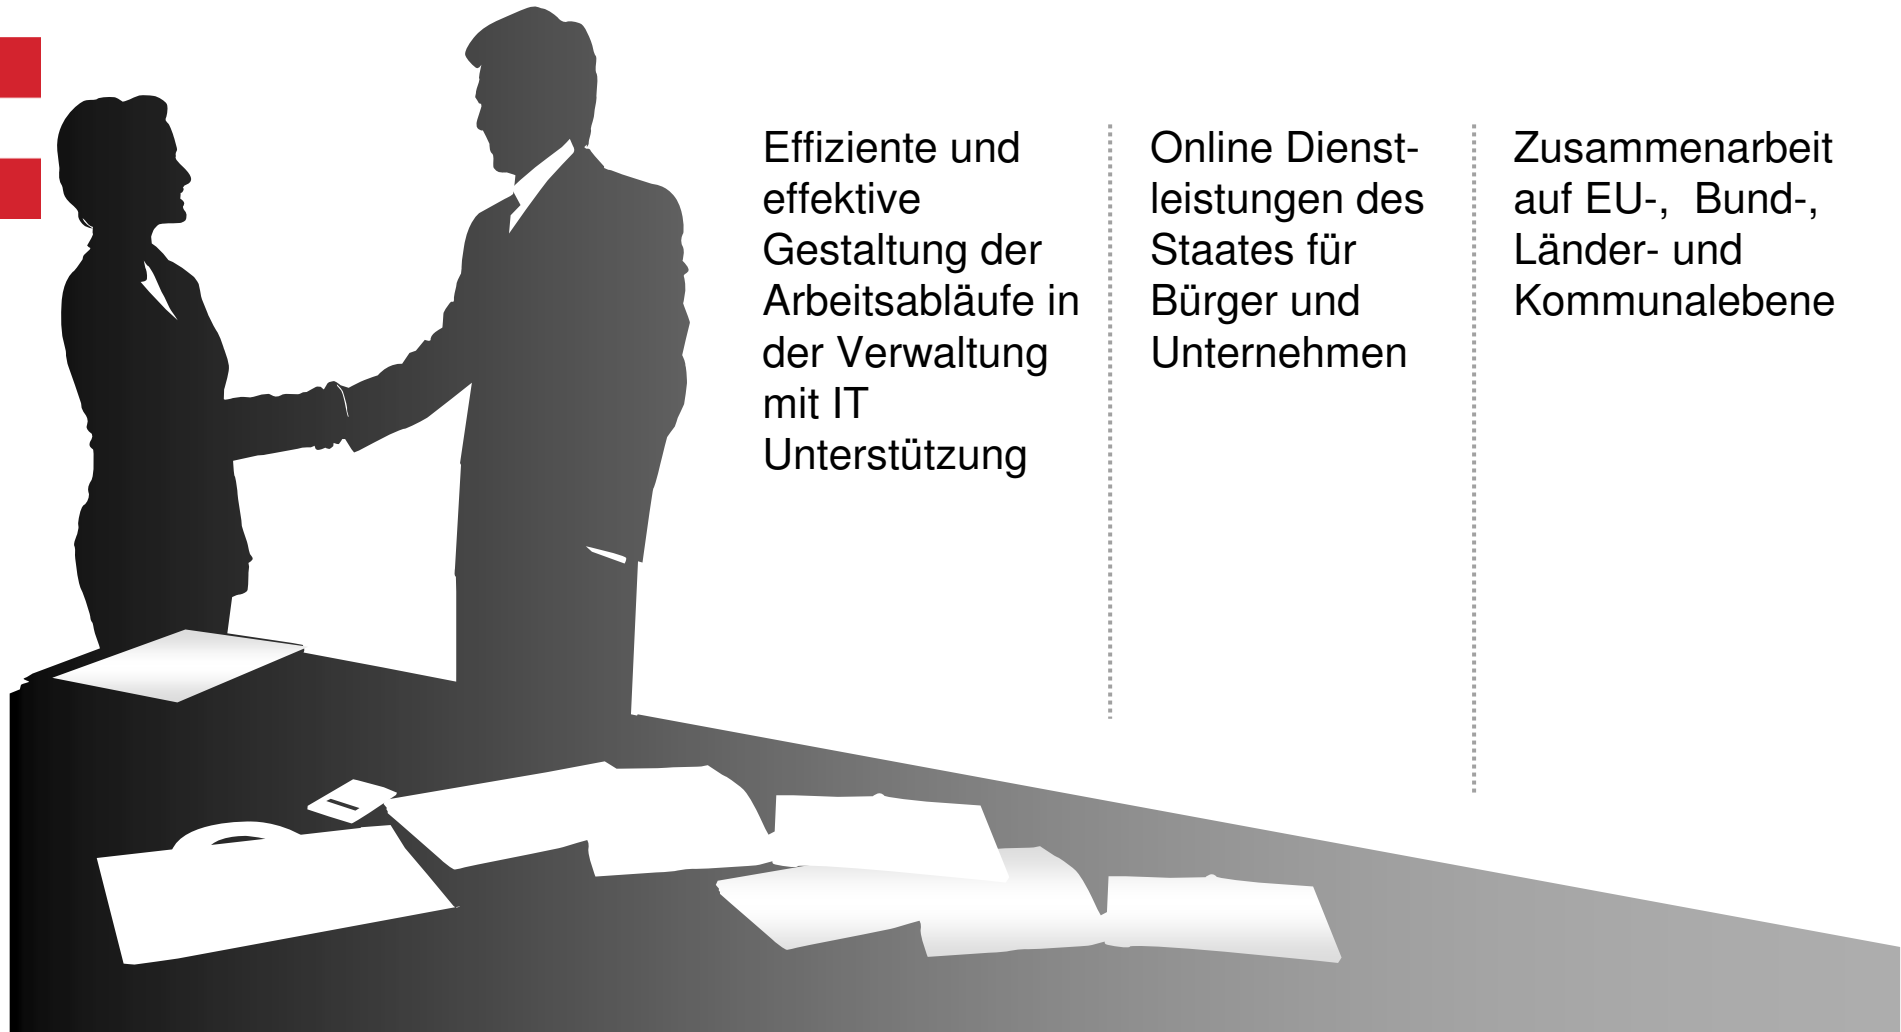 Effiziente und
effektive
Gestaltung der
Arbeitsabläufe in
der Verwaltung
mit IT
Unterstützung
Online Dienst-
leistungen des
Staates für
Bürger und
Unternehmen
Zusammenarbeit
auf EU-,  Bund-,
Länder- und
Kommunalebene